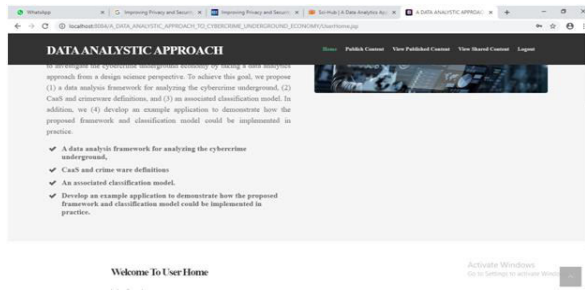 WhatsApp
Improving Privacy and Securit
Improving Privacy and Securit
Sci-Hub | A Data Analytics Ap
A DATA ANALYSTIC APPROAC
localhost:8084/A_DATA_ANALYSTIC_APPROACH_TO_CYBERCRIME_UNDERGROUND_ECONOMY/UserHome.jsp
DATA ANALYSTIC APPROACH
Home Publish Content View Published Content View Shared Content Logout
to investigate the cybercrime underground economy by taking a data analytics
approach from a design science perspective. To achieve this goal, we propose
(1) a data analysis framework for analyzing the cybercrime underground, (2)
CaaS and crimeware definitions, and (3) an associated classification model. In
addition, we (4) develop an example application to demonstrate how the
proposed framework and classification model could be implemented in
practice.
A data analysis framework for analyzing the cybercrime
underground,
CaaS and crime ware definitions
An associated classification model.
Develop an example application to demonstrate how the proposed
framework and classification model could be implemented in
practice.
Welcome To User Home
Activate Windows
Go to Settings to activate Windows